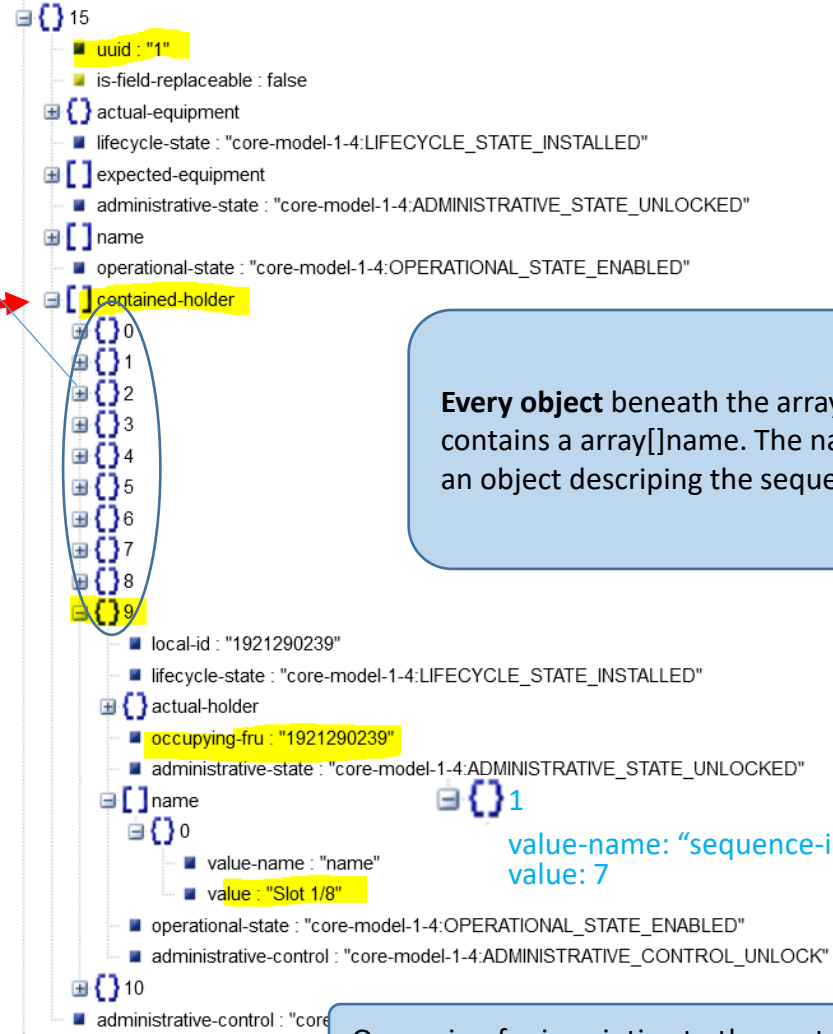 15
uuid : "1"
is-field-replaceable : false
actual-equipment
lifecycle-state : "core-model-1-4:LIFECYCLE_STATE_INSTALLED"
expected-equipment
administrative-state : "core-model-1-4:ADMINISTRATIVE_STATE_UNLOCKED"
name
operational-state : "core-model-1-4:OPERATIONAL_STATE_ENABLED"
contained-holder
0
1
2
3
4
5
6
7
8
9
Every object beneath the array
contains a array[]name. The na
an object descriping the seque
local-id : "1921290239"
lifecycle-state : "core-model-1-4:LIFECYCLE_STATE_INSTALLED"
actual-holder
occupying-fru : "1921290239"
administrative-state : "core-model-1-4:ADMINISTRATIVE_STATE_UNLOCKED"
name
0
value-name : "name"
value : "Slot 1/8"
1
value-name: “sequence-i
value: 7
operational-state : "core-model-1-4:OPERATIONAL_STATE_ENABLED"
administrative-control : "core-model-1-4:ADMINISTRATIVE_CONTROL_UNLOCK"
10
administrative-control : "core